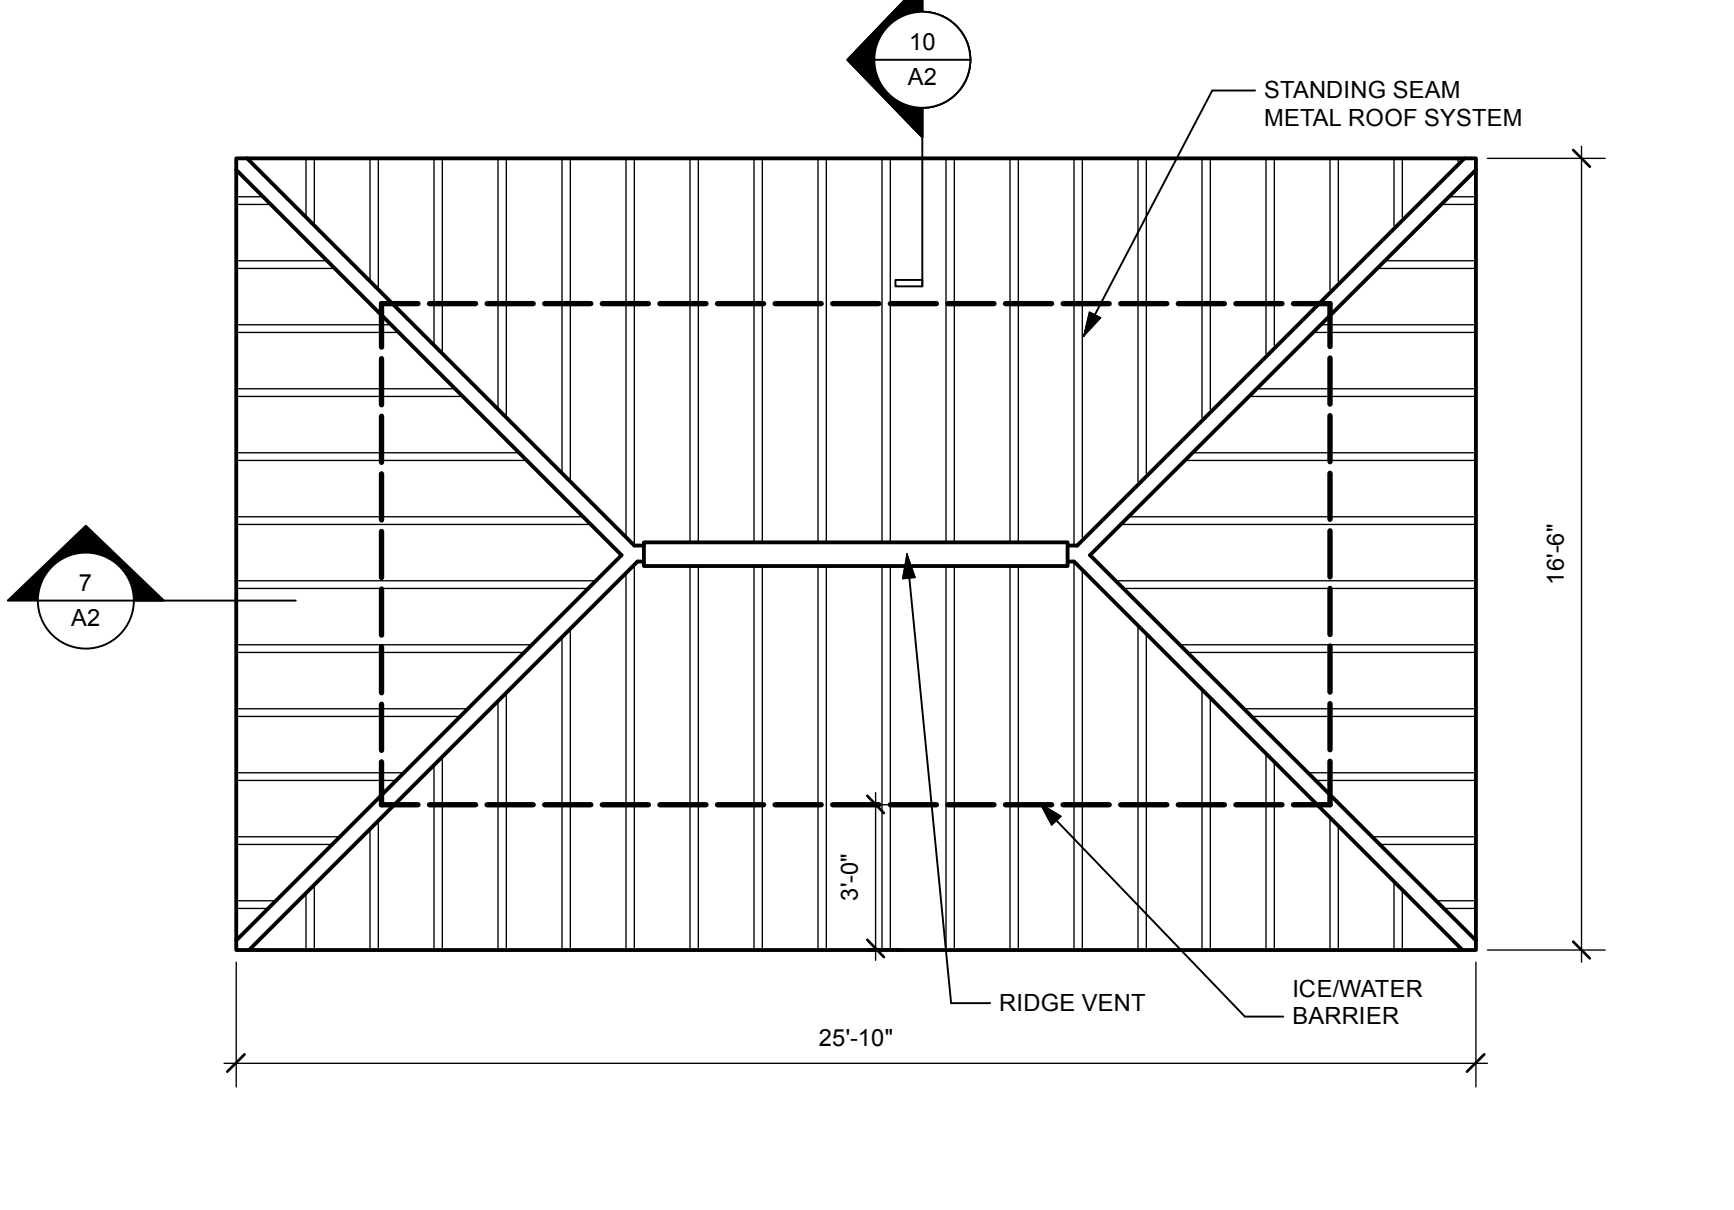 10
A2
STANDING SEAM
METAL ROOF SYSTEM
16'-6"
7
A2
3'-0"
RIDGE VENT
ICE/WATER
BARRIER
25'-10"